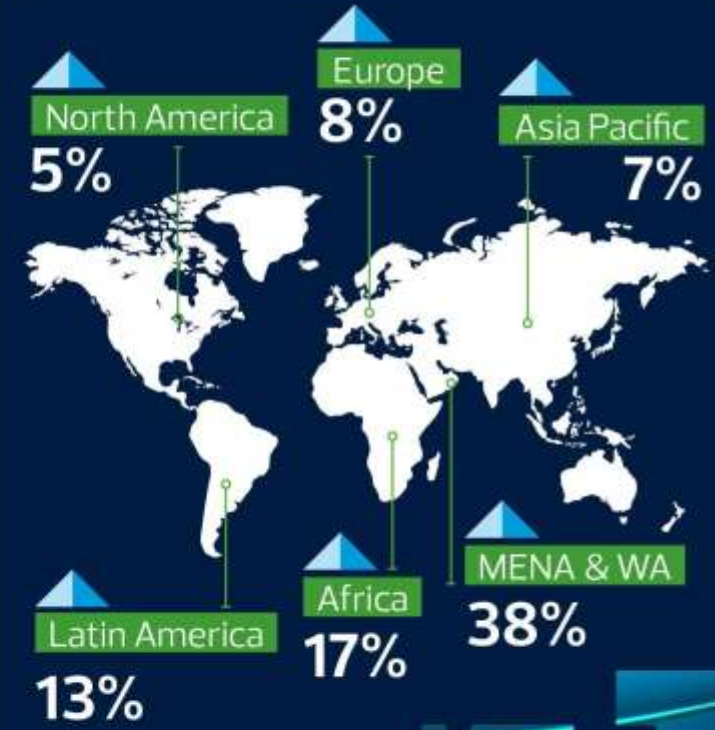 Europe
8%
North America
5%
Asia Pacific
7%
MENA & WA
38%
Africa
17%
Latin America
13%